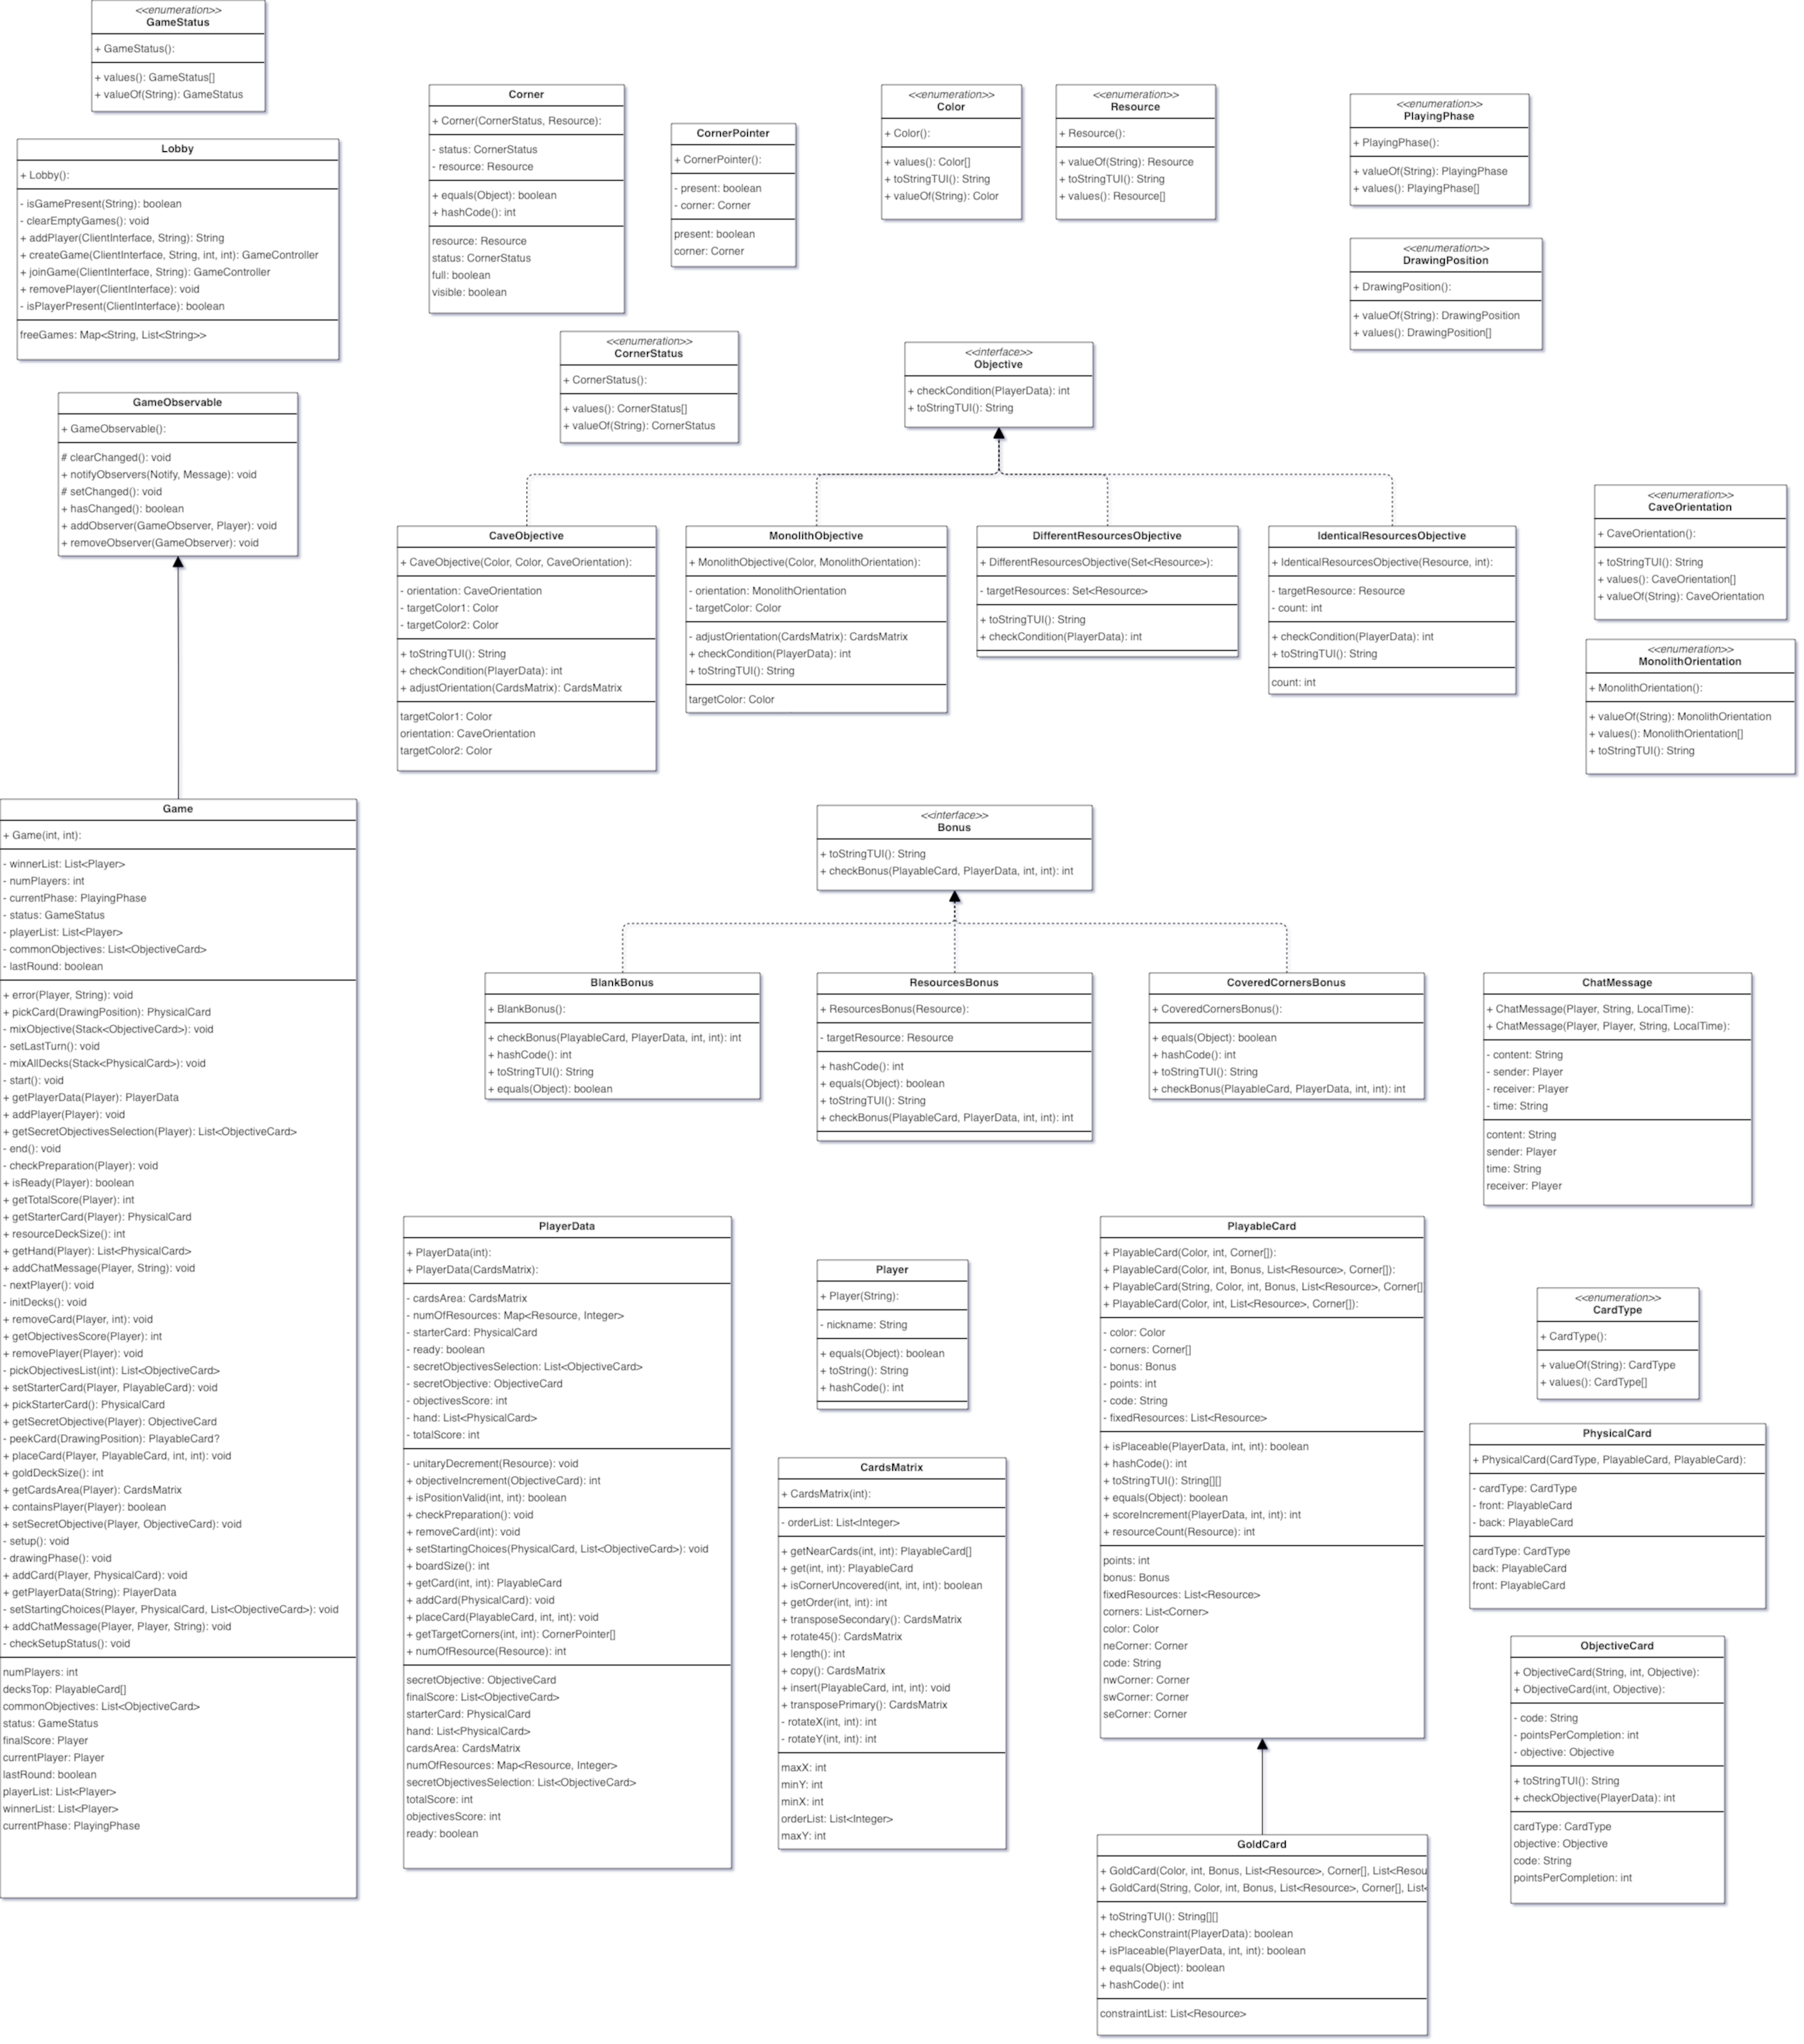 <<enumeration>>
GameStatus
+ GameStatus():
+ values(): GameStatus[]
+ valueOf(String): GameStatus
Lobby
+ Lobby():
- isGamePresent(String): boolean
- clearEmptyGames(): void
+ addPlayer(ClientInterface, String): String
+ createGame(ClientInterface, String, int, int): GameController
+ joinGame(ClientInterface, String): GameController
+ removePlayer(ClientInterface): void
- isPlayerPresent(ClientInterface): boolean
freeGames: Map<String, List<String>>
GameObservable
+ GameObservable():
# clearChanged(): void
+ notifyObservers(Notify, Message): void
# setChanged(): void
+ hasChanged(): boolean
+ addObserver(GameObserver, Player): void
+ removeObserver(GameObserver): void
Corner
+ Corner(CornerStatus, Resource):
- status: CornerStatus
- resource: Resource
+ equals(Object): boolean
+ hashCode(): int
resource: Resource
status: CornerStatus
full: boolean
visible: boolean
CornerPointer
+ CornerPointer():
- present: boolean
- corner: Corner
present: boolean
corner: Corner
<<enumeration>>
CornerStatus
+ CornerStatus():
+ values(): CornerStatus[]
+ valueOf(String): CornerStatus
<<enumeration>>
Color
+ Color():
+ values(): Color[]
+ toStringTUI(): String
+ valueOf(String): Color
<<enumeration>>
Resource
+ Resource():
+ valueOf(String): Resource
+ toStringTUI(): String
+ values(): Resource[]
<<enumeration>>
PlayingPhase
+ PlayingPhase():
+ valueOf(String): PlayingPhase
+ values(): PlayingPhase[]
<<enumeration>>
DrawingPosition
+ DrawingPosition():
+ valueOf(String): DrawingPosition
+ values(): DrawingPosition[]
<<interface>>
Objective
+ checkCondition(PlayerData): int
+ toStringTUI(): String
CaveObjective
+ CaveObjective(Color, Color, CaveOrientation):
- orientation: CaveOrientation
- targetColor1: Color
- targetColor2: Color
+ toStringTUI(): String
+ checkCondition(PlayerData): int
+ adjustOrientation(CardsMatrix): CardsMatrix
targetColor1: Color
orientation: CaveOrientation
targetColor2: Color
MonolithObjective
+ MonolithObjective(Color, MonolithOrientation):
- orientation: MonolithOrientation
- targetColor: Color
- adjustOrientation(CardsMatrix): CardsMatrix
+ checkCondition(PlayerData): int
+ toStringTUI(): String
targetColor: Color
DifferentResourcesObjective
+ DifferentResourcesObjective(Set<Resource>):
- targetResources: Set<Resource>
+ toStringTUI(): String
+ checkCondition(PlayerData): int
IdenticalResourcesObjective
+ IdenticalResourcesObjective(Resource, int):
- targetResource: Resource
- count: int
+ checkCondition(PlayerData): int
+ toStringTUI(): String
count: int
<<enumeration>>
CaveOrientation
+ CaveOrientation():
+ toStringTUI(): String
+ values(): CaveOrientation[]
+ valueOf(String): CaveOrientation
<<enumeration>>
MonolithOrientation
+ MonolithOrientation():
+ valueOf(String): MonolithOrientation
+ values(): MonolithOrientation[]
+ toStringTUI(): String
Game
+ Game(int, int):
- winnerList: List<Player>
- numPlayers: int
- currentPhase: PlayingPhase
- status: GameStatus
- playerList: List<Player>
- commonObjectives: List<ObjectiveCard>
- lastRound: boolean
+ error(Player, String): void
+ pickCard(DrawingPosition): PhysicalCard
- mixObjective(Stack<ObjectiveCard>): void
- setLastTurn(): void
- mixAllDecks(Stack<PhysicalCard>): void
- start(): void
+ getPlayerData(Player): PlayerData
+ addPlayer(Player): void
+ getSecretObjectivesSelection(Player): List<ObjectiveCard>
- end(): void
- checkPreparation(Player): void
+ isReady(Player): boolean
+ getTotalScore(Player): int
+ getStarterCard(Player): PhysicalCard
+ resourceDeckSize(): int
+ getHand(Player): List<PhysicalCard>
+ addChatMessage(Player, String): void
- nextPlayer(): void
- initDecks(): void
+ removeCard(Player, int): void
+ getObjectivesScore(Player): int
+ removePlayer(Player): void
- pickObjectivesList(int): List<ObjectiveCard>
+ setStarterCard(Player, PlayableCard): void
+ pickStarterCard(): PhysicalCard
+ getSecretObjective(Player): ObjectiveCard
- peekCard(DrawingPosition): PlayableCard?
+ placeCard(Player, PlayableCard, int, int): void
+ goldDeckSize(): int
+ getCardsArea(Player): CardsMatrix
+ containsPlayer(Player): boolean
+ setSecretObjective(Player, ObjectiveCard): void
- setup(): void
- drawingPhase(): void
+ addCard(Player, PhysicalCard): void
+ getPlayerData(String): PlayerData
- setStartingChoices(Player, PhysicalCard, List<ObjectiveCard>): void
+ addChatMessage(Player, Player, String): void
- checkSetupStatus(): void
numPlayers: int
decksTop: PlayableCard[]
commonObjectives: List<ObjectiveCard>
status: GameStatus
finalScore: Player
currentPlayer: Player
lastRound: boolean
playerList: List<Player>
winnerList: List<Player>
currentPhase: PlayingPhase
<<interface>>
Bonus
+ toStringTUI(): String
+ checkBonus(PlayableCard, PlayerData, int, int): int
BlankBonus
+ BlankBonus():
+ checkBonus(PlayableCard, PlayerData, int, int): int
+ hashCode(): int
+ toStringTUI(): String
+ equals(Object): boolean
ResourcesBonus
+ ResourcesBonus(Resource):
- targetResource: Resource
+ hashCode(): int
+ equals(Object): boolean
+ toStringTUI(): String
+ checkBonus(PlayableCard, PlayerData, int, int): int
CoveredCornersBonus
+ CoveredCornersBonus():
+ equals(Object): boolean
+ hashCode(): int
+ toStringTUI(): String
+ checkBonus(PlayableCard, PlayerData, int, int): int
ChatMessage
+ ChatMessage(Player, String, LocalTime):
+ ChatMessage(Player, Player, String, LocalTime):
- content: String
- sender: Player
- receiver: Player
- time: String
content: String
sender: Player
time: String
receiver: Player
PlayerData
+ PlayerData(int):
+ PlayerData(CardsMatrix):
- cardsArea: CardsMatrix
- numOfResources: Map<Resource, Integer>
- starterCard: PhysicalCard
- ready: boolean
- secretObjectivesSelection: List<ObjectiveCard>
- secretObjective: ObjectiveCard
- objectivesScore: int
- hand: List<PhysicalCard>
- totalScore: int
- unitaryDecrement(Resource): void
+ objectiveIncrement(ObjectiveCard): int
+ isPositionValid(int, int): boolean
+ checkPreparation(): void
+ removeCard(int): void
+ setStartingChoices(PhysicalCard, List<ObjectiveCard>): void
+ boardSize(): int
+ getCard(int, int): PlayableCard
+ addCard(PhysicalCard): void
+ placeCard(PlayableCard, int, int): void
+ getTargetCorners(int, int): CornerPointer[]
+ numOfResource(Resource): int
secretObjective: ObjectiveCard
finalScore: List<ObjectiveCard>
starterCard: PhysicalCard
hand: List<PhysicalCard>
cardsArea: CardsMatrix
numOfResources: Map<Resource, Integer>
secretObjectivesSelection: List<ObjectiveCard>
totalScore: int
objectivesScore: int
ready: boolean
Player
+ Player(String):
- nickname: String
+ equals(Object): boolean
+ toString(): String
+ hashCode(): int
CardsMatrix
+ CardsMatrix(int):
- orderList: List<Integer>
+ getNearCards(int, int): PlayableCard[]
+ get(int, int): PlayableCard
+ isCornerUncovered(int, int, int): boolean
+ getOrder(int, int): int
+ transposeSecondary(): CardsMatrix
+ rotate45(): CardsMatrix
+ length(): int
+ copy(): CardsMatrix
+ insert(PlayableCard, int, int): void
+ transposePrimary(): CardsMatrix
- rotateX(int, int): int
- rotateY(int, int): int
maxX: int
minY: int
minX: int
orderList: List<Integer>
maxY: int
PlayableCard
+ PlayableCard(Color, int, Corner[]):
+ PlayableCard(Color, int, Bonus, List<Resource>, Corner[]):
+ PlayableCard(String, Color, int, Bonus, List<Resource>, Corner[]
+ PlayableCard(Color, int, List<Resource>, Corner[]):
- color: Color
- corners: Corner[]
- bonus: Bonus
- points: int
- code: String
- fixedResources: List<Resource>
+ isPlaceable(PlayerData, int, int): boolean
+ hashCode(): int
+ toStringTUI(): String[][]
+ equals(Object): boolean
+ scoreIncrement(PlayerData, int, int): int
+ resourceCount(Resource): int
points: int
bonus: Bonus
fixedResources: List<Resource>
corners: List<Corner>
color: Color
neCorner: Corner
code: String
nwCorner: Corner
swCorner: Corner
seCorner: Corner
GoldCard
+ GoldCard(Color, int, Bonus, List<Resource>, Corner[], List<Resou
+ GoldCard(String, Color, int, Bonus, List<Resource>, Corner[], List<
+ toStringTUI(): String[][]
+ checkConstraint(PlayerData): boolean
+ isPlaceable(PlayerData, int, int): boolean
+ equals(Object): boolean
+ hashCode(): int
constraintList: List<Resource>
<<enumeration>>
CardType
+ CardType():
+ valueOf(String): CardType
+ values(): CardType[]
PhysicalCard
+ PhysicalCard(CardType, PlayableCard, PlayableCard):
- cardType: CardType
- front: PlayableCard
- back: PlayableCard
cardType: CardType
back: PlayableCard
front: PlayableCard
ObjectiveCard
+ ObjectiveCard(String, int, Objective):
+ ObjectiveCard(int, Objective):
- code: String
- pointsPerCompletion: int
- objective: Objective
+ toStringTUI(): String
+ checkObjective(PlayerData): int
cardType: CardType
objective: Objective
code: String
pointsPerCompletion: int